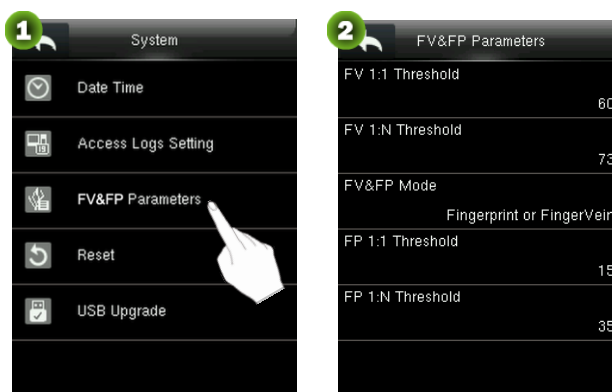 1
System
Date Time
Access Logs Setting
FV&FP Parameters
Reset
USB Upgrade
2
FV&FP Parameters
FV 1:1 Threshold
60
FV 1:N Threshold
73
FV&FP Mode
Fingerprint or FingerVein
FP 1:1 Threshold
15
FP 1:N Threshold
35